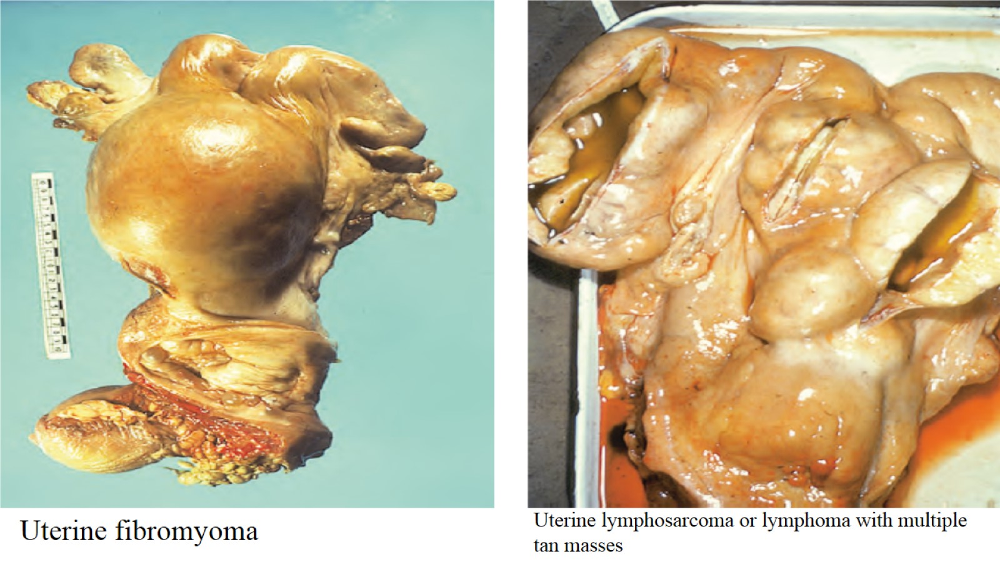 Uterine fibromyoma
Uterine lymphosarcoma or lymphoma with multiple
tan masses